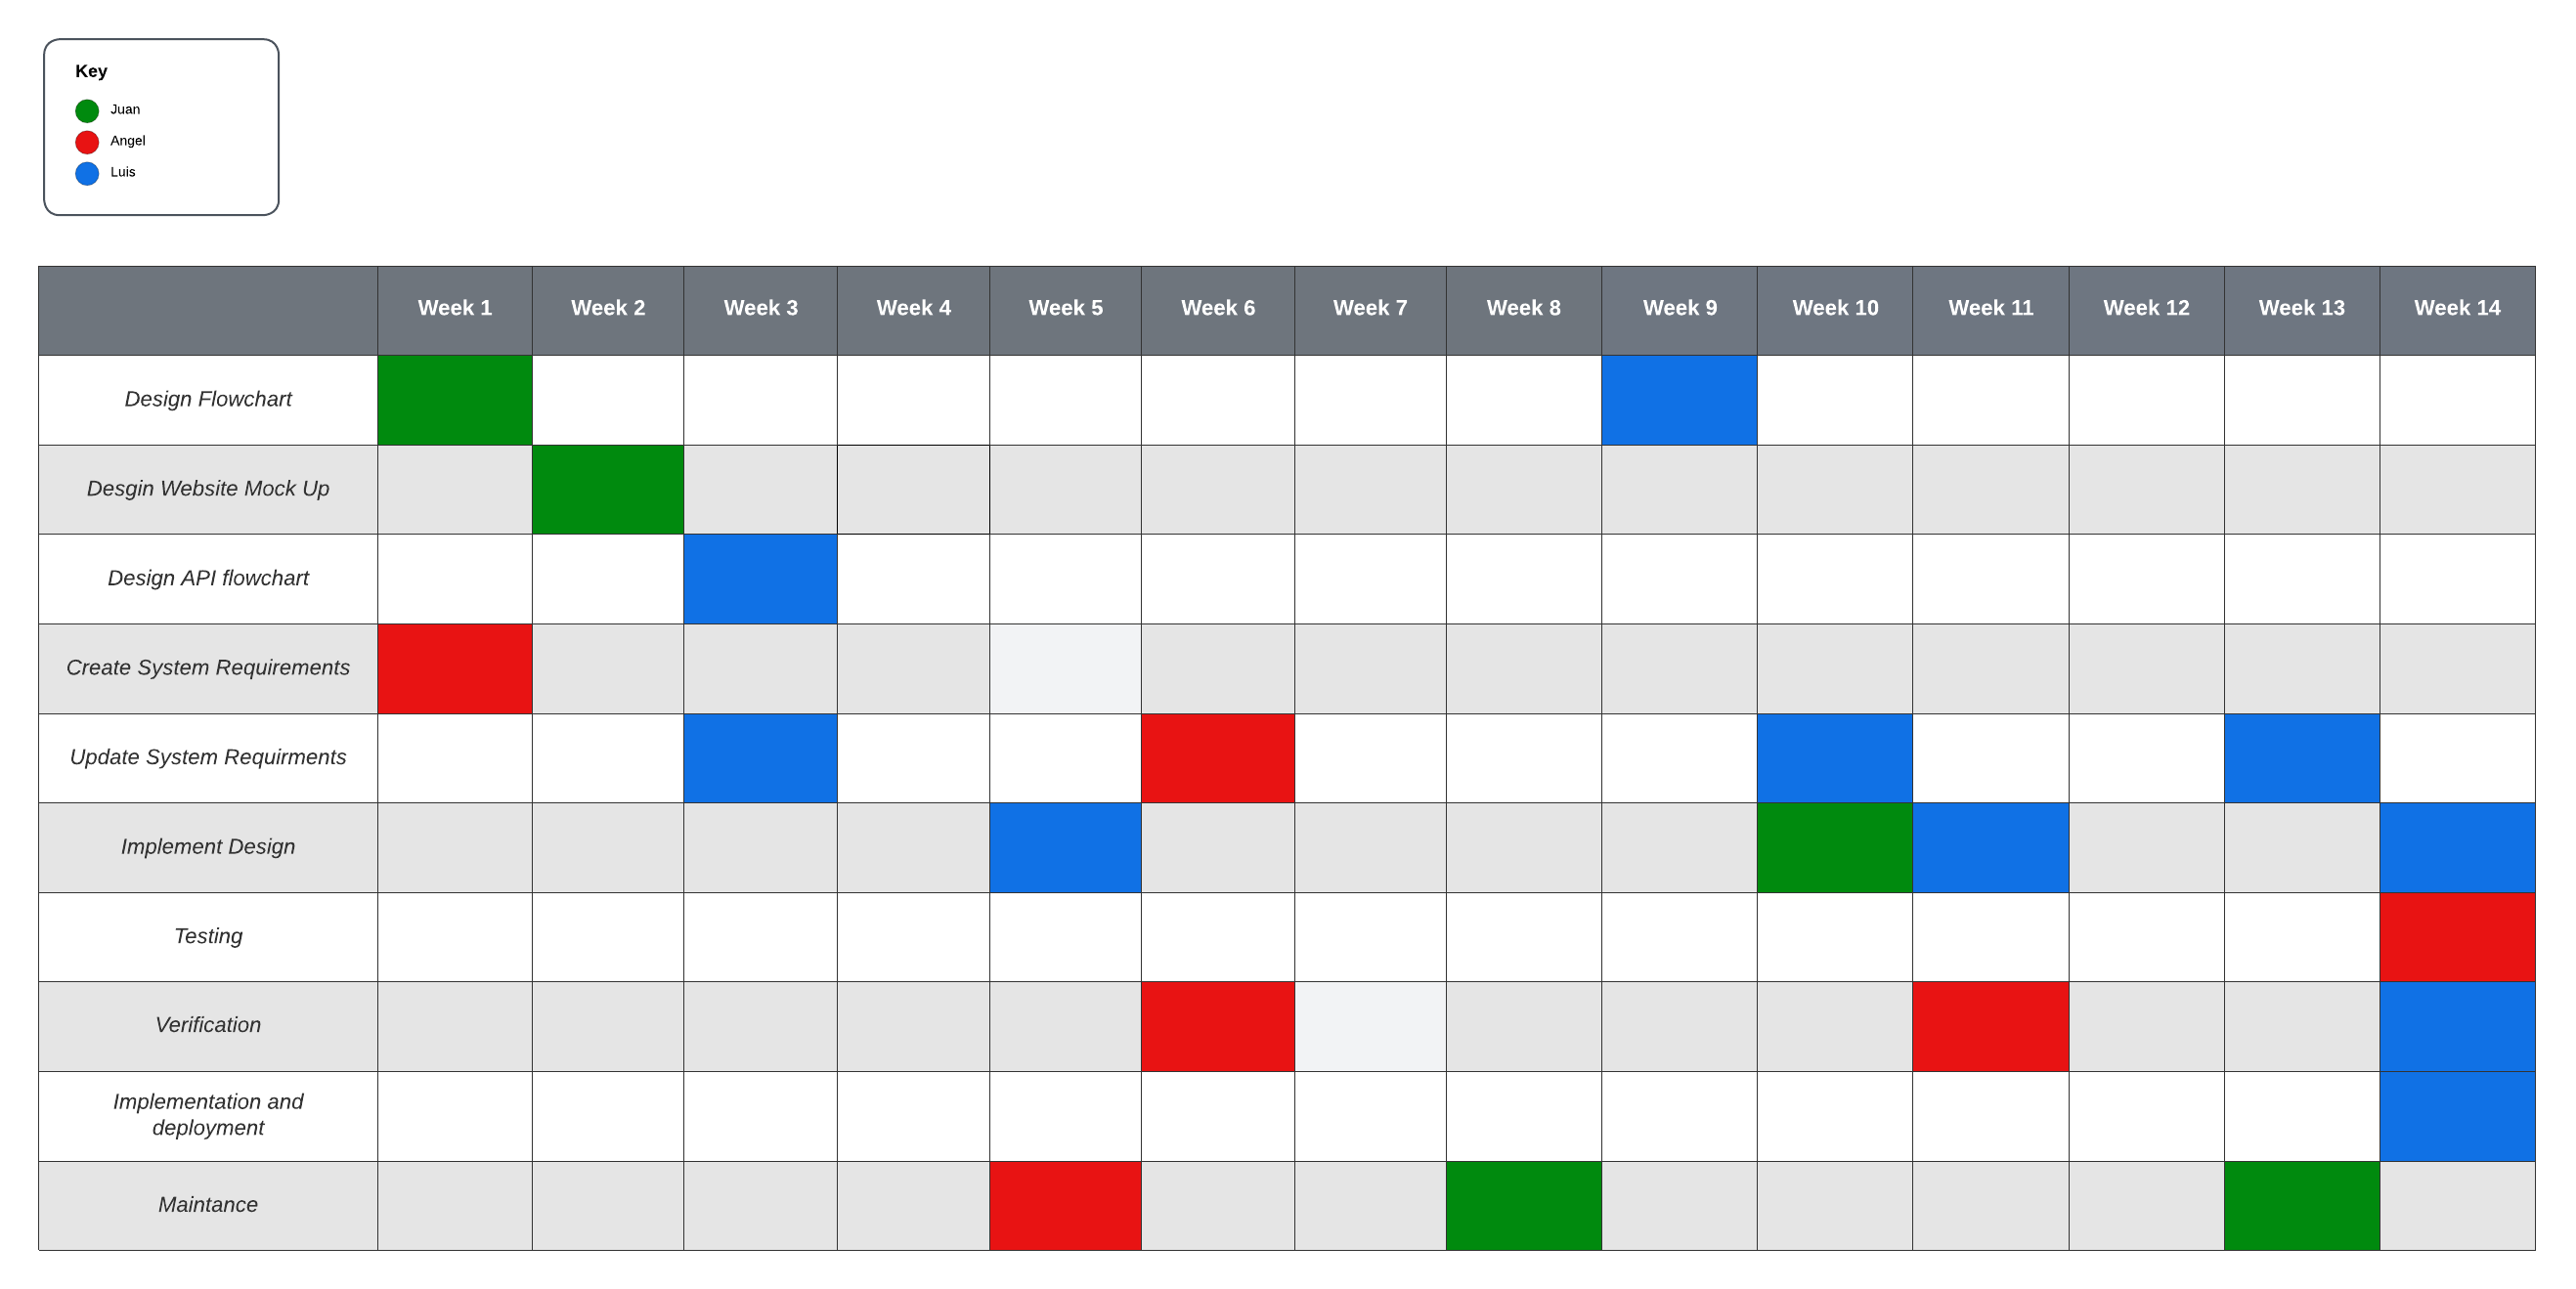 Key
Juan
Angel
Luis
Week 1 Week 2 Week 3 Week 4 Week 5 Week 6 Week 7 Week 8 Week 9 Week 10 Week 11 Week 12 Week 13 Week 14
Design Flowchart
Desgin Website Mock Up
Design API flowchart
Create System Requirements
Update System Requirments
Implement Design
Testing
Verification
Implementation and
deployment
Maintance